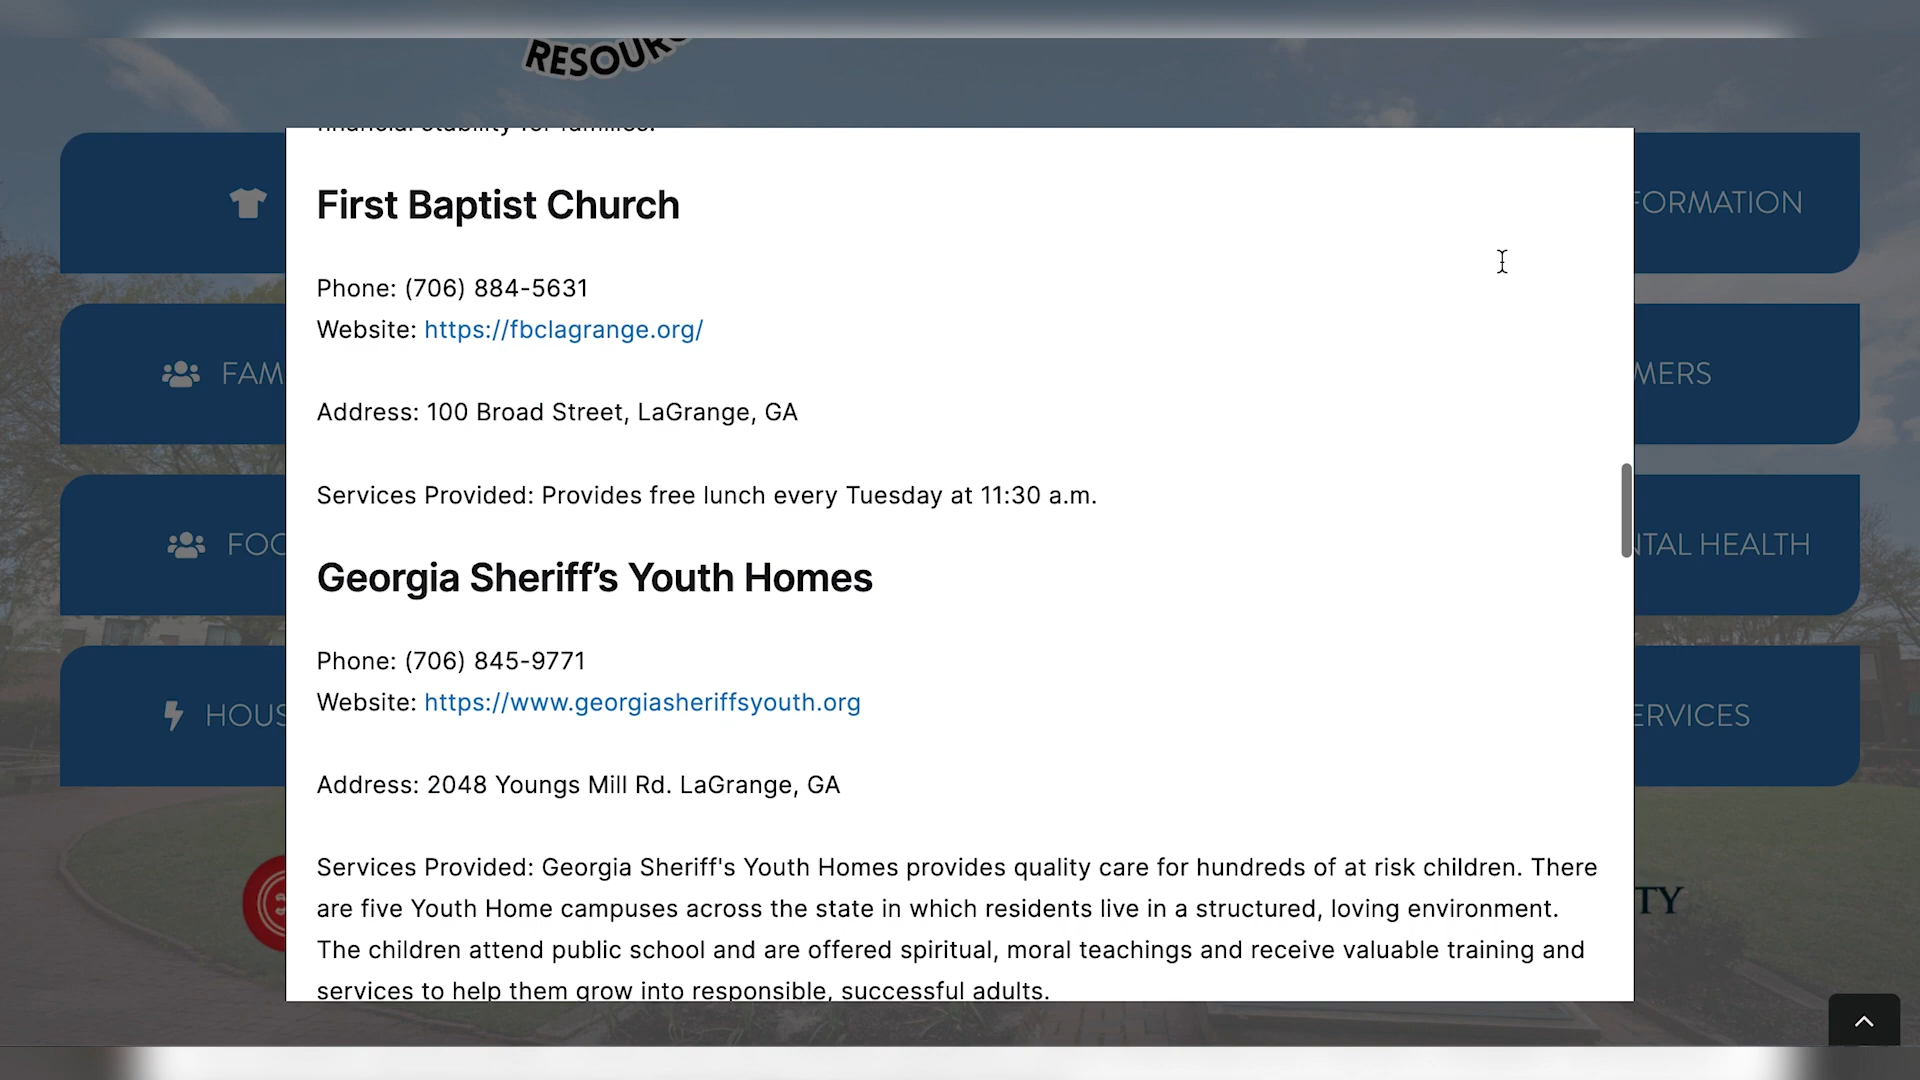 RESOURC
financial stability for families.
First Baptist Church
Phone: (706) 884-5631
Website: https://fbclagrange.org/
Address: 100 Broad Street, LaGrange, GA
Services Provided: Provides free lunch every Tuesday at 11:30 a.m.
Georgia Sheriff’s Youth Homes
Phone: (706) 845-9771
Website: https://www.georgiasheriffsyouth.org
Address: 2048 Youngs Mill Rd. LaGrange, GA
Services Provided: Georgia Sheriff's Youth Homes provides quality care for hundreds of at risk children. There
are five Youth Home campuses across the state in which residents live in a structured, loving environment.
The children attend public school and are offered spiritual, moral teachings and receive valuable training and
services to help them grow into responsible, successful adults.
FORMATION
FAM
MERS
FOO
NTAL HEALTH
HOUS
ERVICES
TY